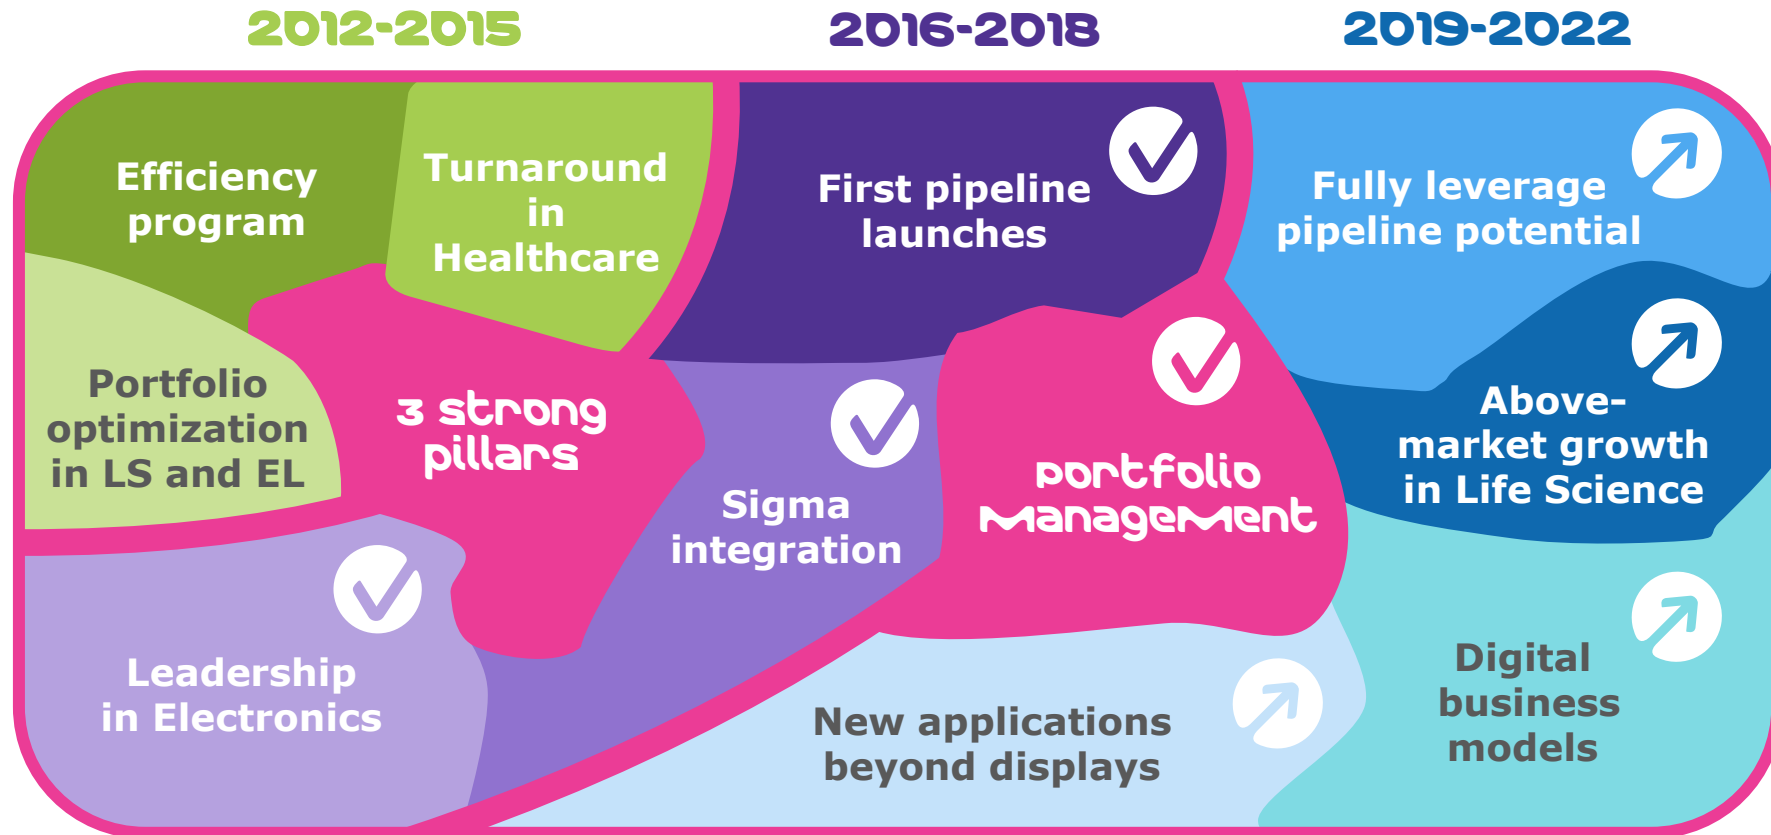 2012-2015
2016-2018
2019-2022
Efficiency
program
Turnaround
in
Healthcare
First pipeline
launches
Fully leverage
pipeline potential
Portfolio
optimization
in LS and EL
3 strong
pillars
Sigma
integration
portfolio
management
Above-
market growth
in Life Science
Leadership
in Electronics
New applications
beyond displays
Digital
business
models